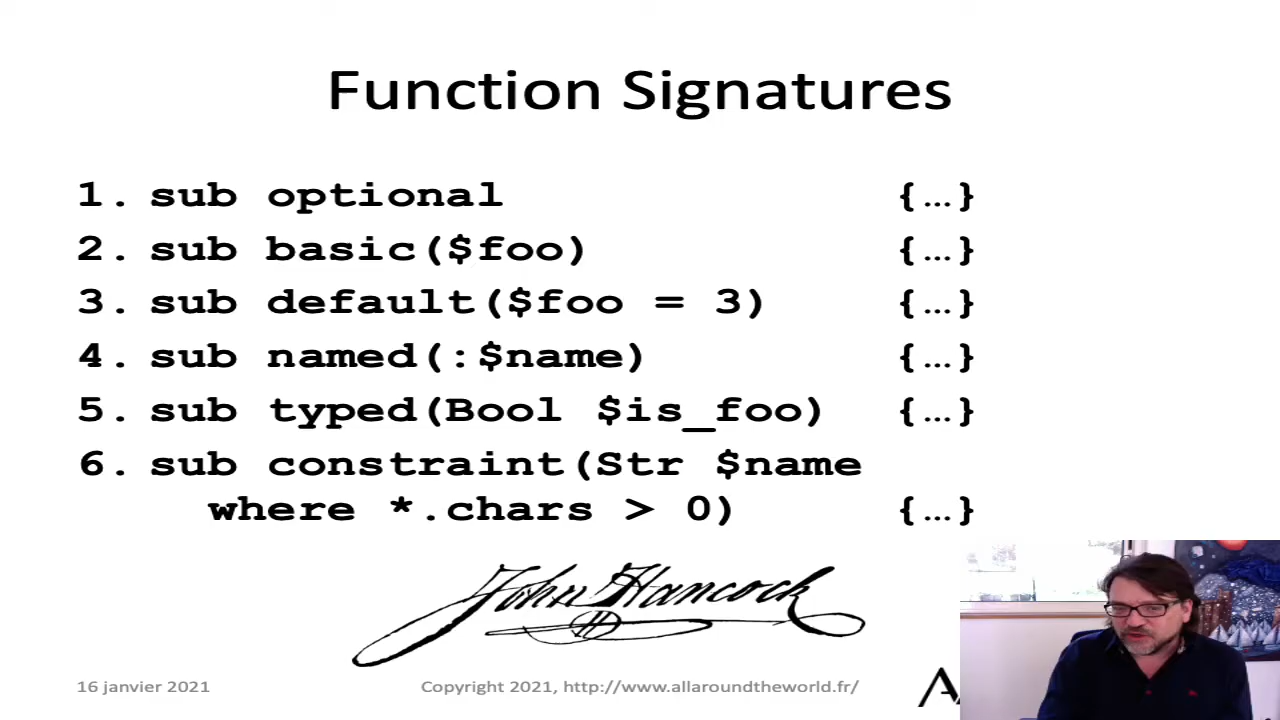 Function Signatures
1. sub optional {…}
2. sub basic($foo) {…}
3. sub default($foo = 3) {…}
4. sub named(:$name) {…}
5. sub typed(Bool $is_foo) {…}
6. sub constraint(Str $name
where *.chars > 0) {…}
John Hancock
16 janvier 2021
Copyright 2021, http://www.allaroundtheworld.fr/